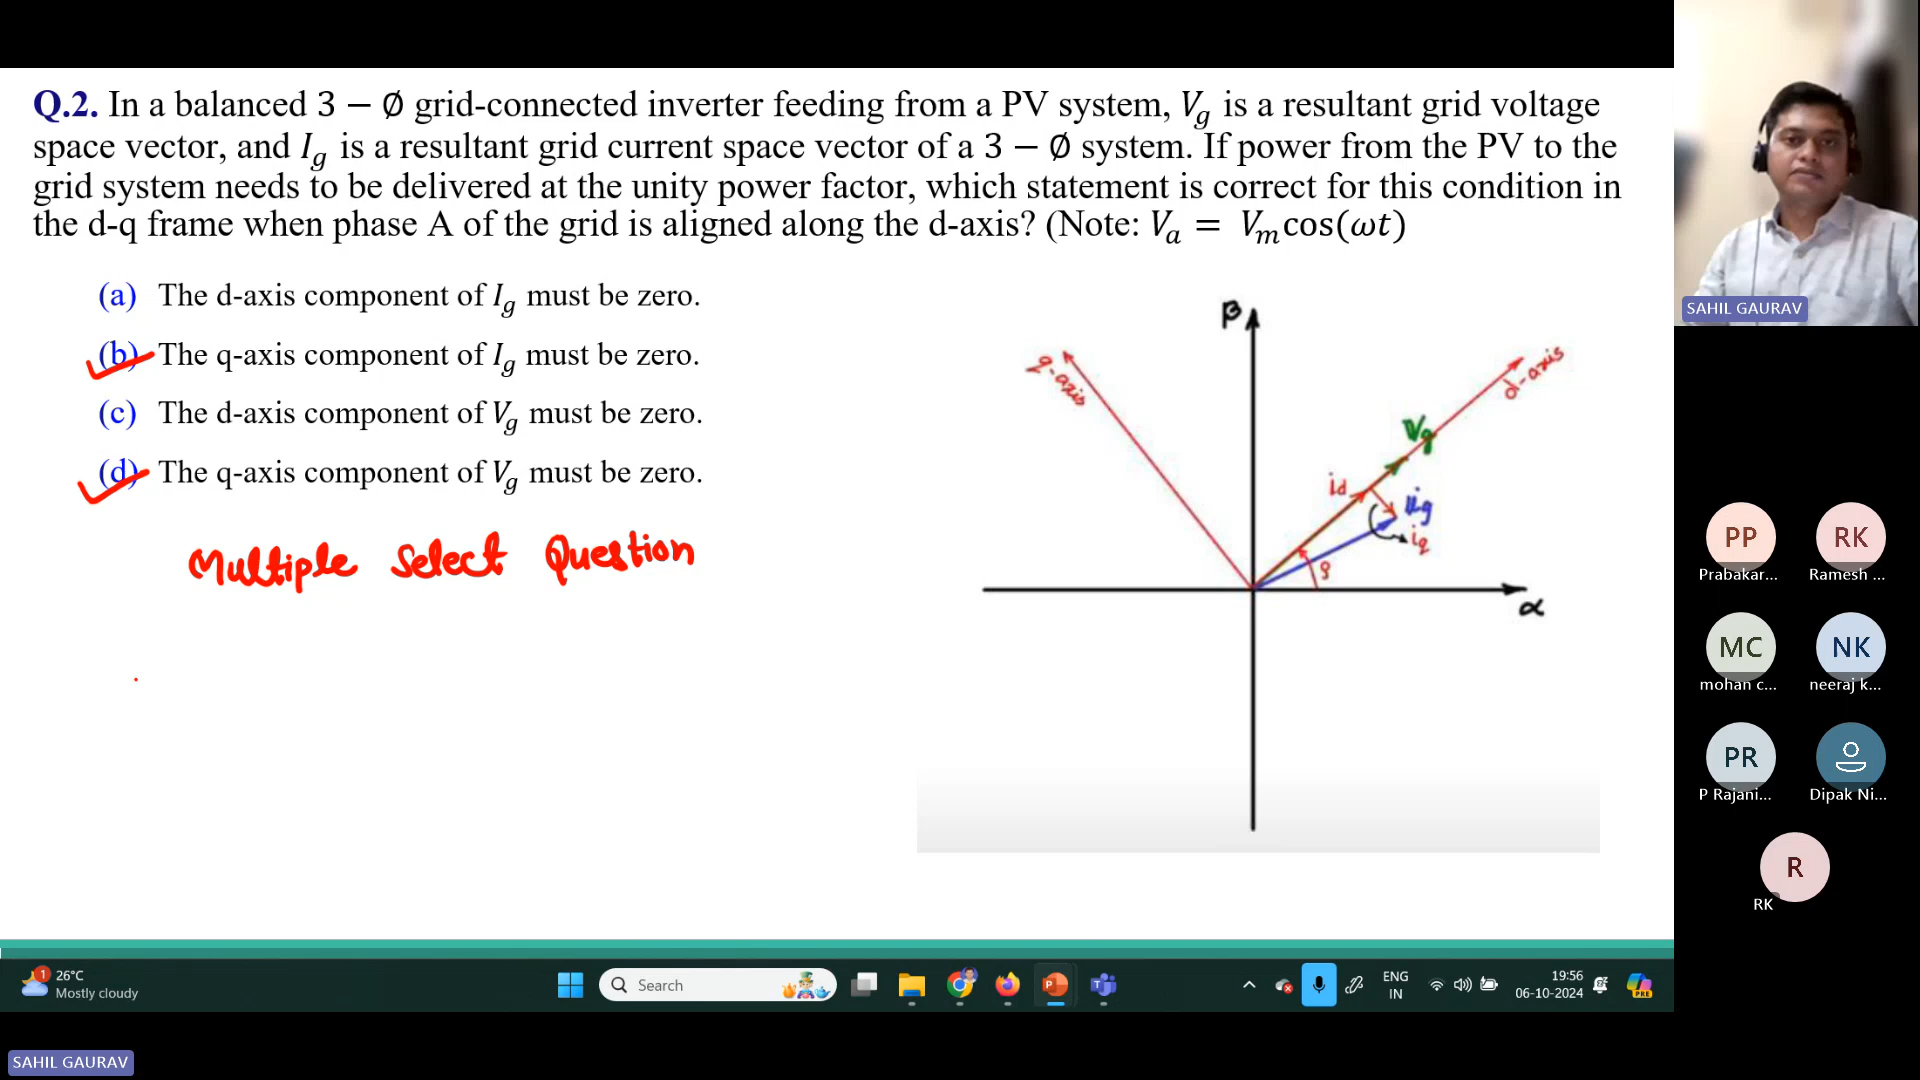 Q.2. In a balanced 3 − ∅ grid-connected inverter feeding from a PV system, Vg is a resultant grid voltage
space vector, and Ig is a resultant grid current space vector of a 3 − ∅ system. If power from the PV to the
grid system needs to be delivered at the unity power factor, which statement is correct for this condition in
the d-q frame when phase A of the grid is aligned along the d-axis? (Note: Va = Vmcos(ωt)
(a) The d-axis component of Ig must be zero.
(b) The q-axis component of Ig must be zero.
(c) The d-axis component of Vg must be zero.
(d) The q-axis component of Vg must be zero.
Multiple Select Question
β
q-axis
d-axis
Vg
id
ig
iq
ρ
α
SAHIL GAURAV
PP
Prabakar...
RK
Ramesh ...
MC
mohan c...
NK
neeraj k...
PR
P Rajani...
Dipak Ni...
R
RK
1
26°C
Mostly cloudy
Search
ENG
IN
19:56
06-10-2024
PRE
SAHIL GAURAV